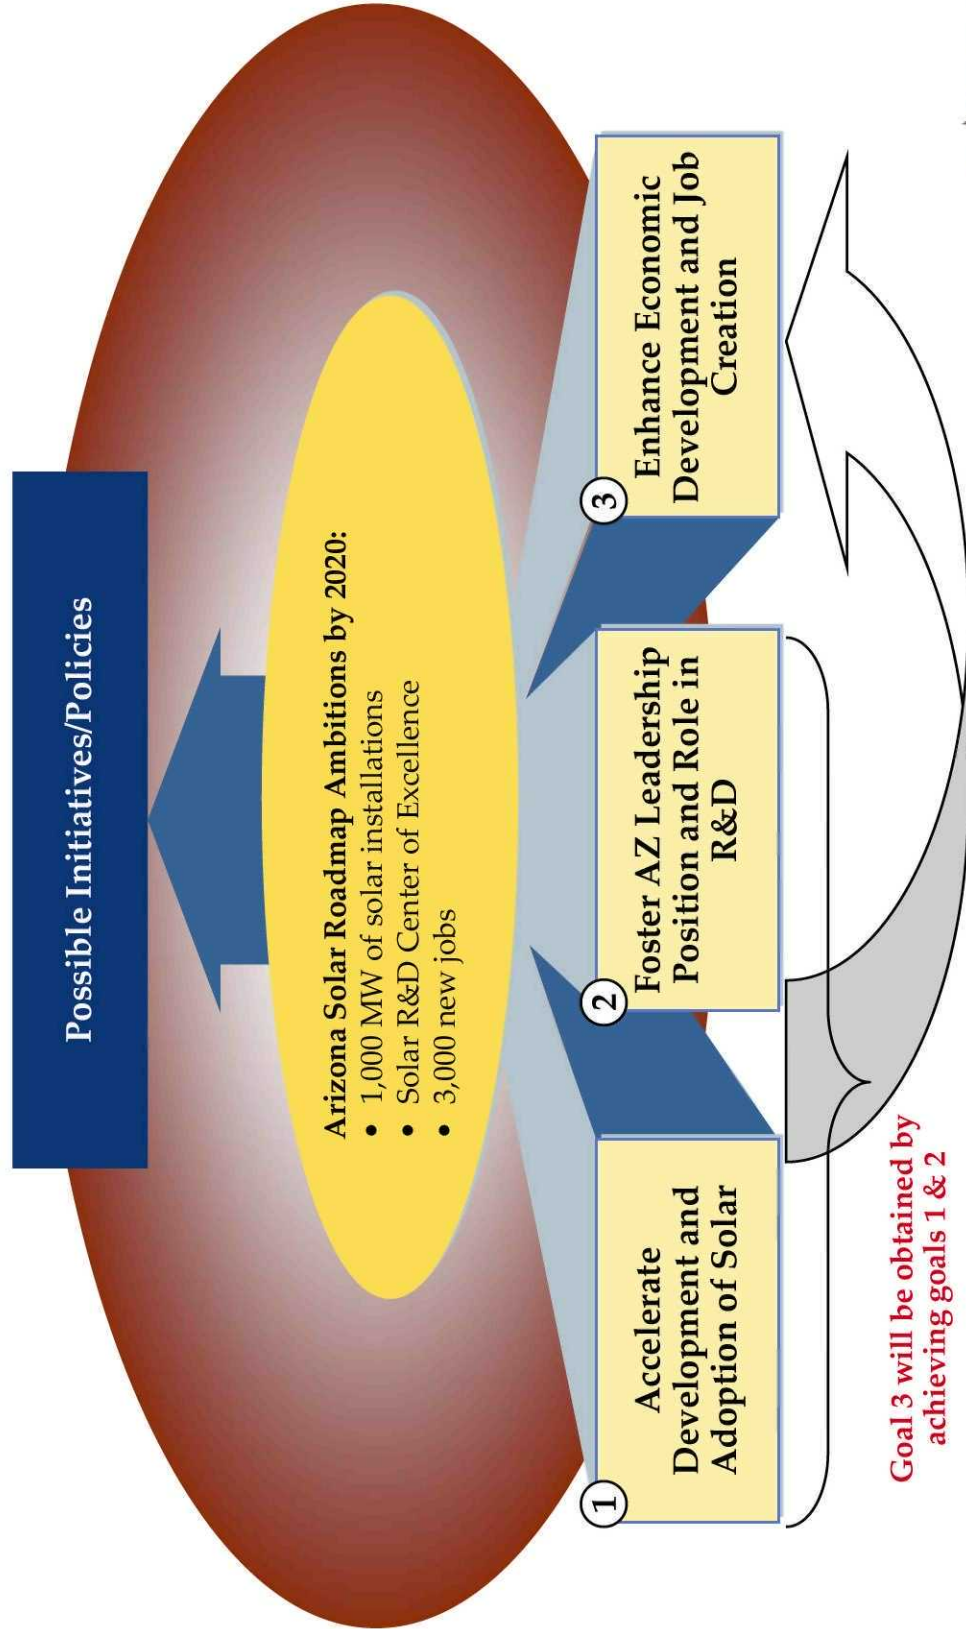 Possible Initiatives/Policies
Arizona Solar Roadmap Ambitions by 2020:
• 1,000 MW of solar installations
• Solar R&D Center of Excellence
• 3,000 new jobs
1
Accelerate
Development and
Adoption of Solar
2
Foster AZ Leadership
Position and Role in
R&D
3
Enhance Economic
Development and Job
Creation
Goal 3 will be obtained by
achieving goals 1 & 2